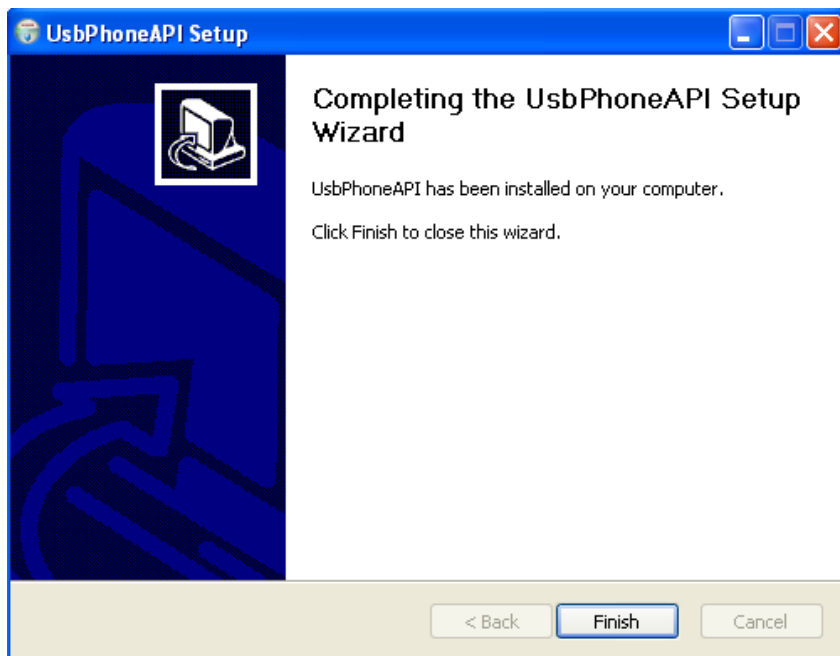 UsbPhoneAPI Setup
Completing the UsbPhoneAPI Setup
Wizard
UsbPhoneAPI has been installed on your computer.
Click Finish to close this wizard.
< Back
Finish
Cancel